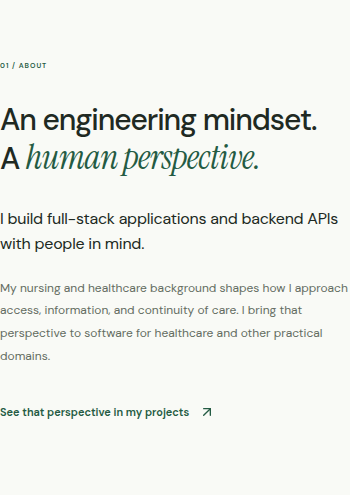 01 / ABOUT
An engineering mindset.
A human perspective.
I build full-stack applications and backend APIs
with people in mind.
My nursing and healthcare background shapes how I approach
access, information, and continuity of care. I bring that
perspective to software for healthcare and other practical
domains.
See that perspective in my projects